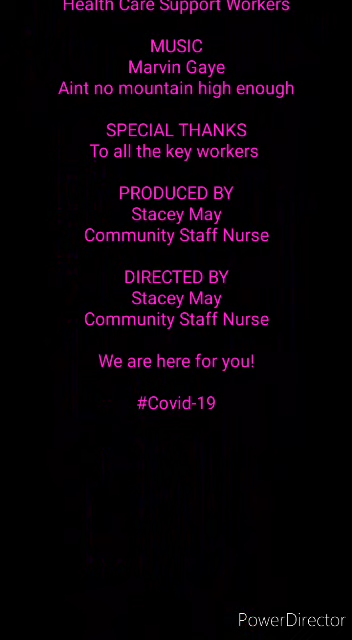 Health Care Support Workers
MUSIC
Marvin Gaye
Aint no mountain high enough
SPECIAL THANKS
To all the key workers
PRODUCED BY
Stacey May
Community Staff Nurse
DIRECTED BY
Stacey May
Community Staff Nurse
We are here for you!
#Covid-19
PowerDirector